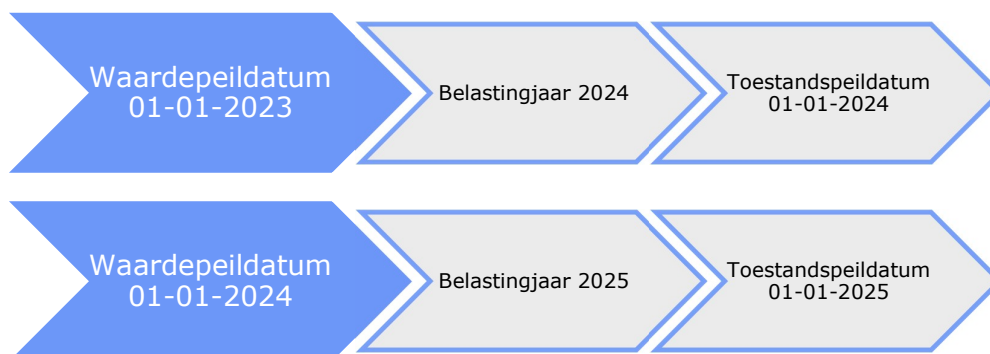 Waardepeildatum
01-01-2023
Belastingjaar 2024
Toestandspeildatum
01-01-2024
Waardepeildatum
01-01-2024
Belastingjaar 2025
Toestandspeildatum
01-01-2025